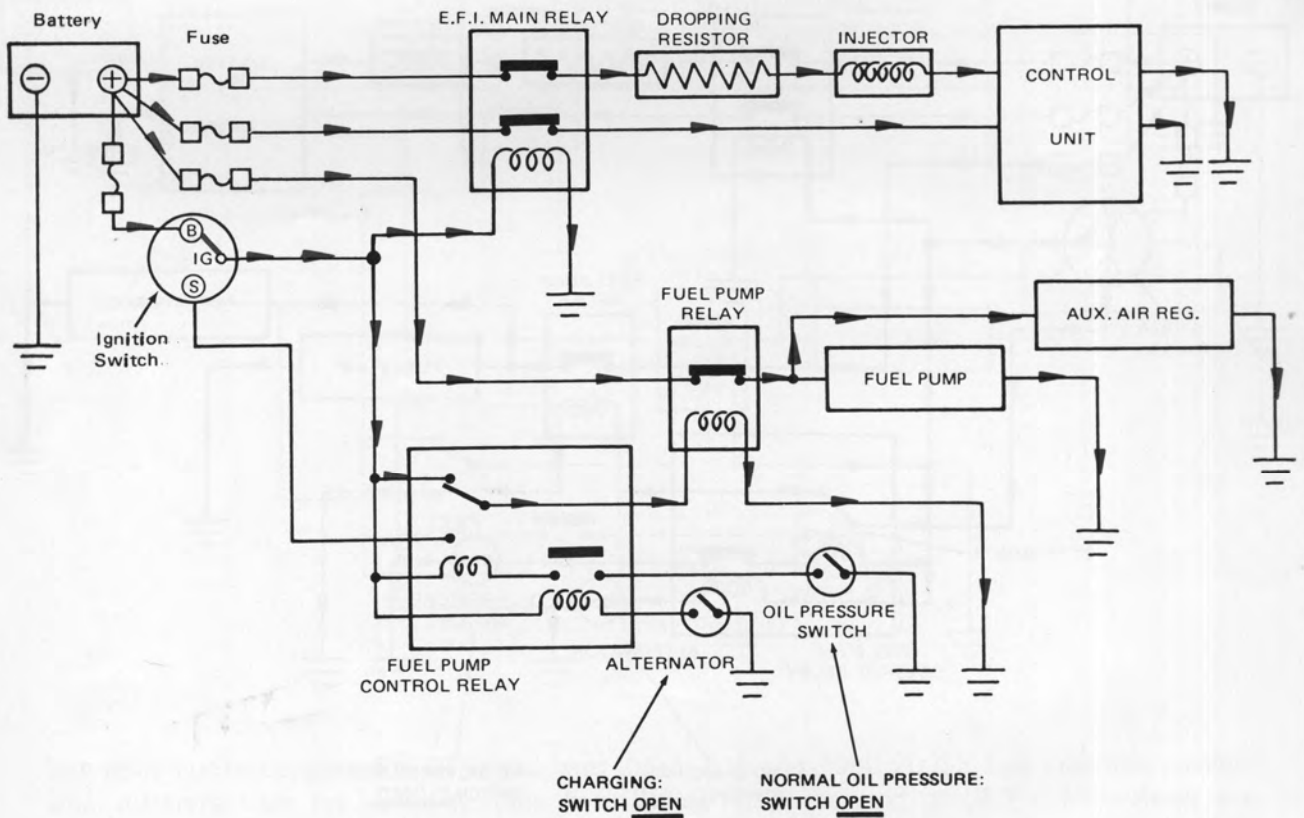 Battery
Fuse
E.F.I. MAIN RELAY
DROPPING
RESISTOR
INJECTOR
CONTROL
UNIT
B
IG
S
Ignition
Switch
FUEL PUMP
RELAY
AUX. AIR REG.
FUEL PUMP
FUEL PUMP
CONTROL RELAY
ALTERNATOR
OIL PRESSURE
SWITCH
CHARGING:
SWITCH OPEN
NORMAL OIL PRESSURE:
SWITCH OPEN